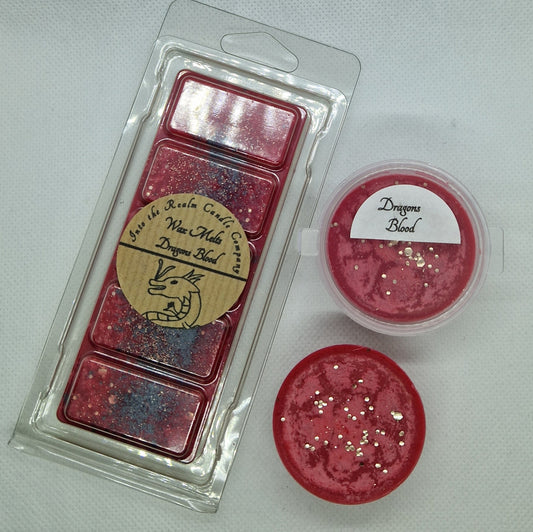 Into the Realm Candle Company
Wax Melts
Dragons Blood
Dragons
Blood